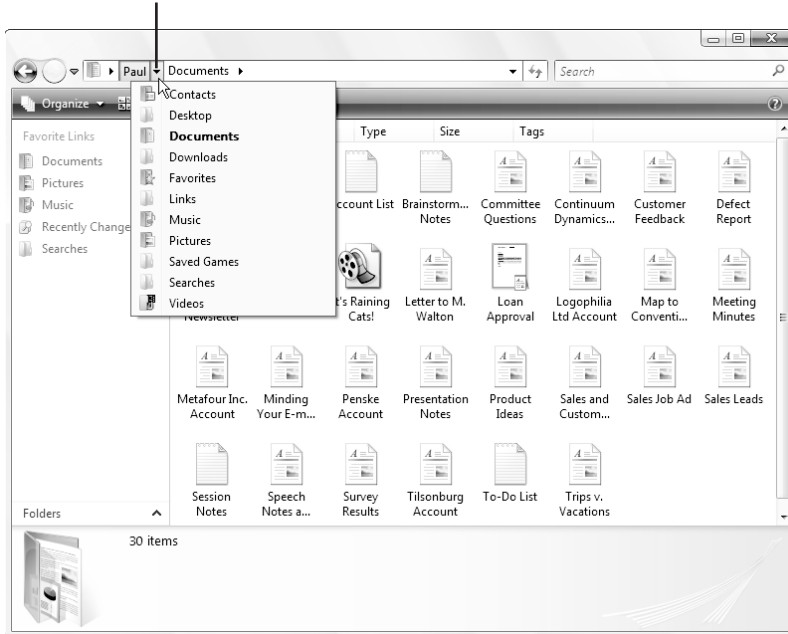 Paul Documents Search
Organize
Contacts
Desktop
Documents
Downloads
Favorites
Links
Music
Pictures
Saved Games
Searches
Videos
Favorite Links
Documents
Pictures
Music
Recently Change
Searches
Type Size Tags
ccount List Brainstorm... Committee Continuum Customer Defect
Notes Questions Dynamics... Feedback Report
t's Raining Letter to M. Loan Logophilia Map to Meeting
Newsletter Cats! Walton Approval Ltd Account Conventi... Minutes
Metafour Inc. Minding Penske Presentation Product Sales and Sales Job Ad Sales Leads
Account Your E-m... Account Notes Ideas Custom...
Session Speech Survey Tilsonburg To-Do List Trips v.
Notes Notes a... Results Account Vacations
Folders
30 items